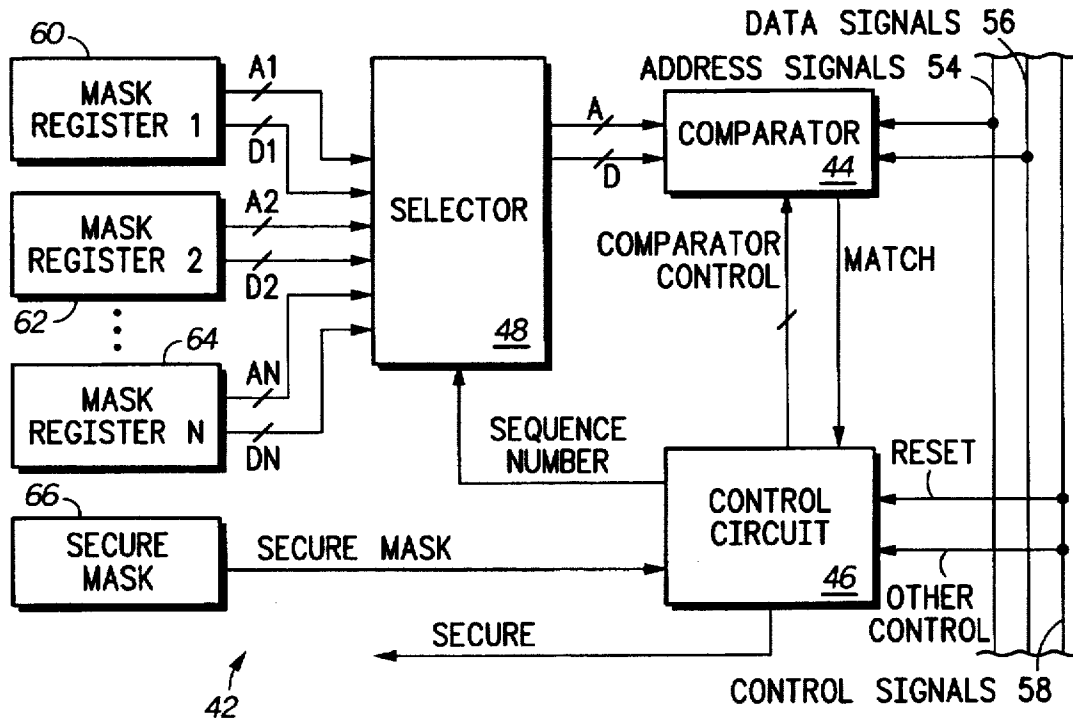 60
MASK
REGISTER 1
A1
D1
MASK
REGISTER 2
62
A2
D2
64
MASK
REGISTER N
AN
DN
66
SECURE
MASK
SECURE MASK
SECURE
42
SELECTOR
48
SEQUENCE
NUMBER
A
D
COMPARATOR
44
COMPARATOR
CONTROL
MATCH
CONTROL
CIRCUIT
46
DATA SIGNALS 56
ADDRESS SIGNALS 54
RESET
OTHER
CONTROL
CONTROL SIGNALS 58